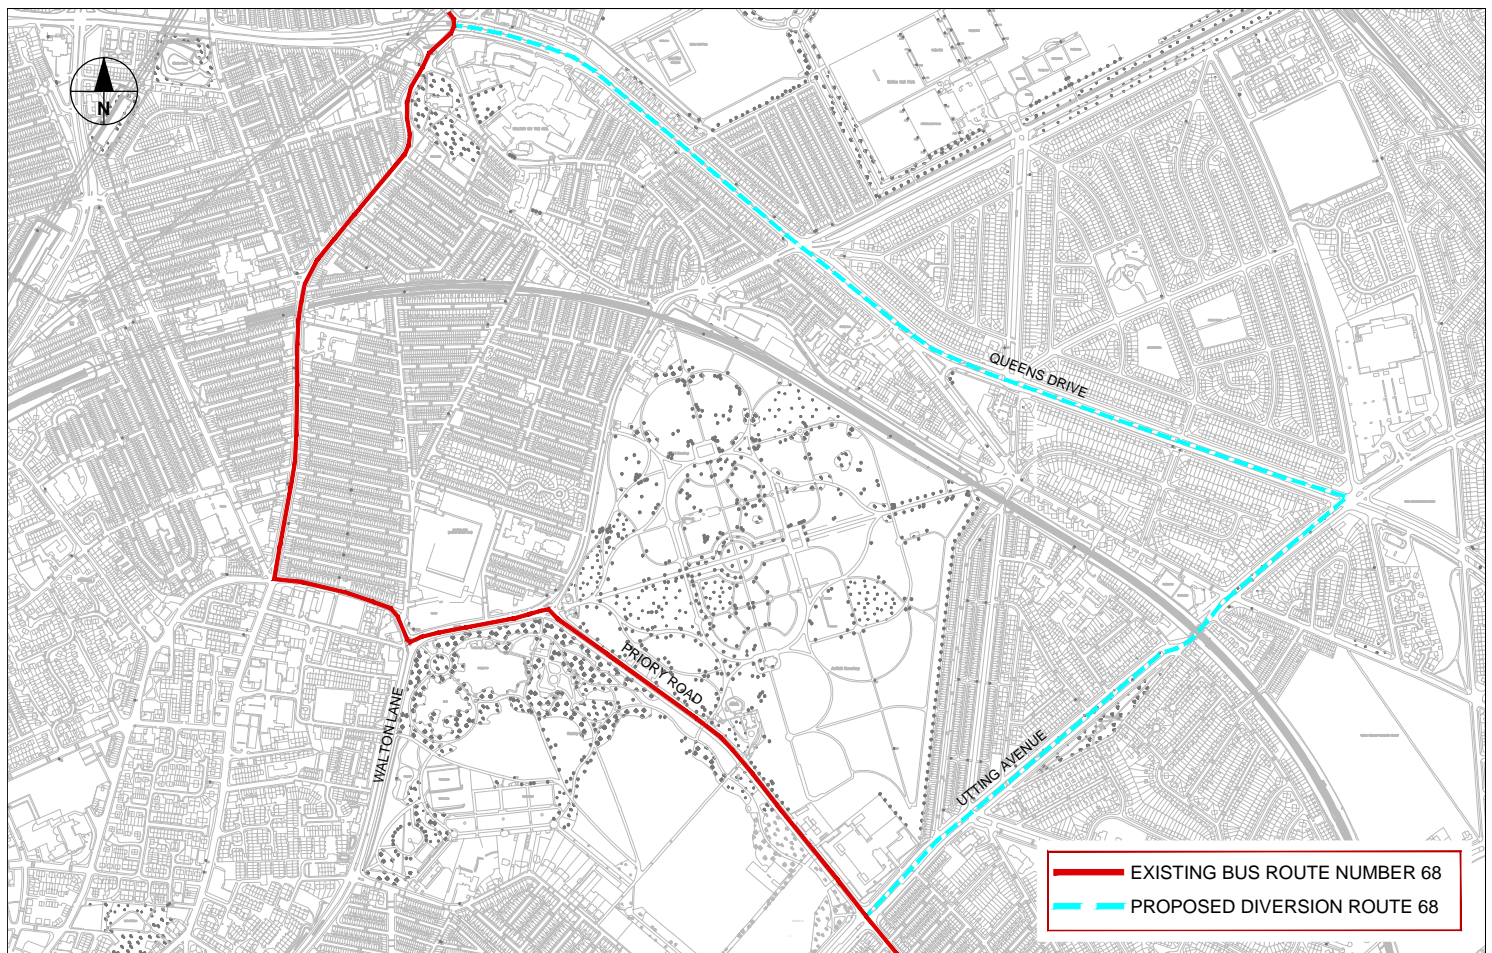 N
QUEENS DRIVE
PRIORY ROAD
WALTON LANE
UTTING AVENUE
EXISTING BUS ROUTE NUMBER 68
PROPOSED DIVERSION ROUTE 68